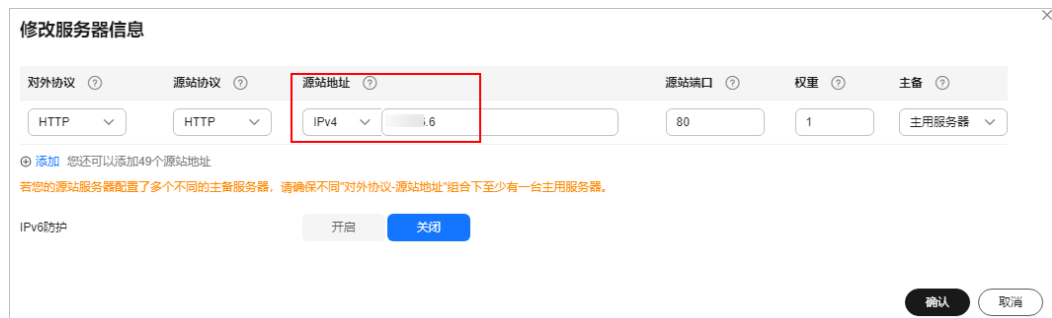 修改服务器信息
对外协议 源站协议 源站地址 源站端口 权重 主备
HTTP HTTP IPv4 .6 80 1 主用服务器
添加 您还可以添加49个源站地址
若您的源站服务器配置了多个不同的主备服务器，请确保不同"对外协议-源站地址"组合下至少有一台主用服务器。
IPv6防护 开启 关闭
确认 取消